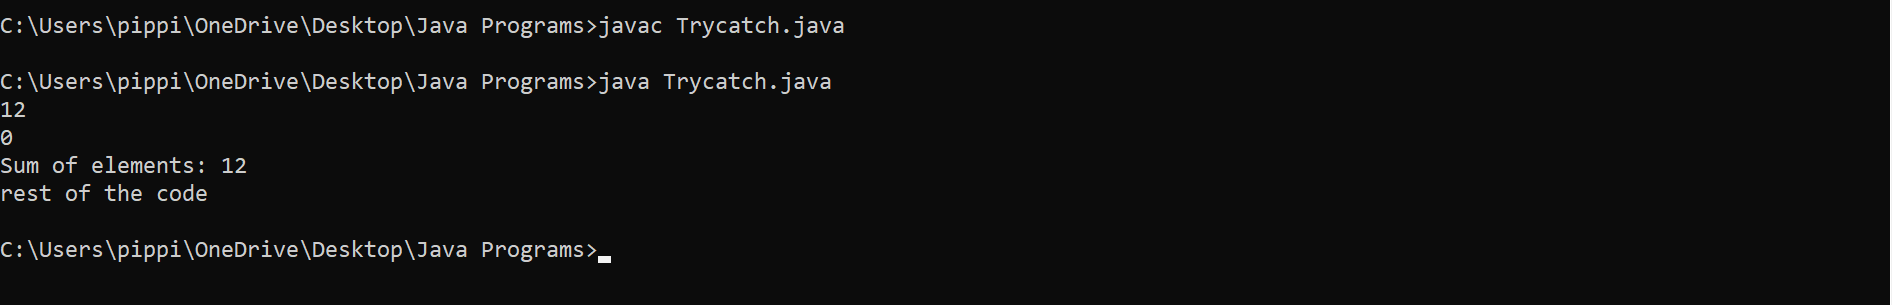 C:\Users\pippi\OneDrive\Desktop\Java Programs>javac Trycatch.java
C:\Users\pippi\OneDrive\Desktop\Java Programs>java Trycatch.java
12
0
Sum of elements: 12
rest of the code
C:\Users\pippi\OneDrive\Desktop\Java Programs>